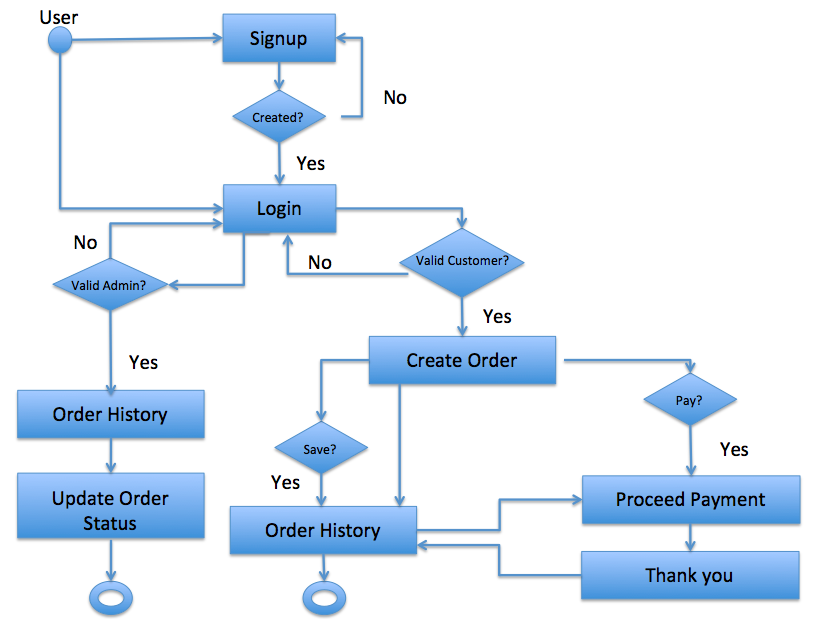 User
Signup
No
Created?
Yes
Login
No
Valid Customer?
No
Valid Admin?
Yes
Create Order
Yes
Pay?
Order History
Save?
Yes
Yes
Update Order
Status
Proceed Payment
Order History
Thank you